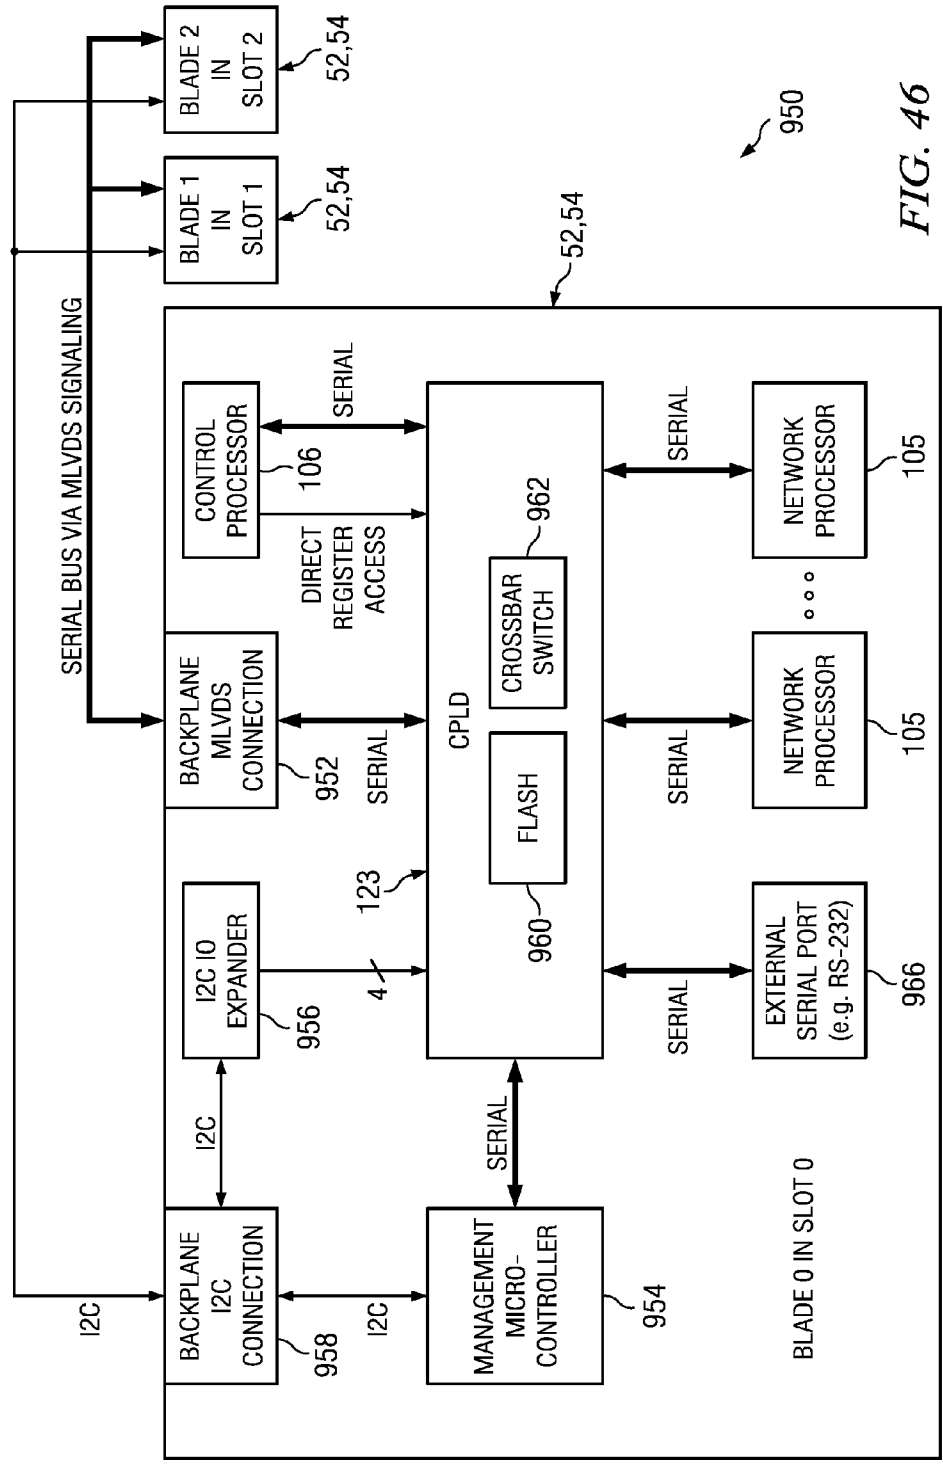 I2C
SERIAL BUS VIA MLVDS SIGNALING
BLADE 1
IN
SLOT 1
52,54
BLADE 2
IN
SLOT 2
52,54
BACKPLANE
I2C
CONNECTION
958
I2C
I2C IO
EXPANDER
956
BACKPLANE
MLVDS
CONNECTION
952
CONTROL
PROCESSOR
106
I2C
4
123
SERIAL
DIRECT
REGISTER
ACCESS
SERIAL
52,54
MANAGEMENT
MICRO-
CONTROLLER
954
SERIAL
CPLD
FLASH
960
CROSSBAR
SWITCH
962
SERIAL
SERIAL
SERIAL
EXTERNAL
SERIAL PORT
(e.g. RS-232)
966
NETWORK
PROCESSOR
105
NETWORK
PROCESSOR
105
BLADE 0 IN SLOT 0
950
FIG. 46